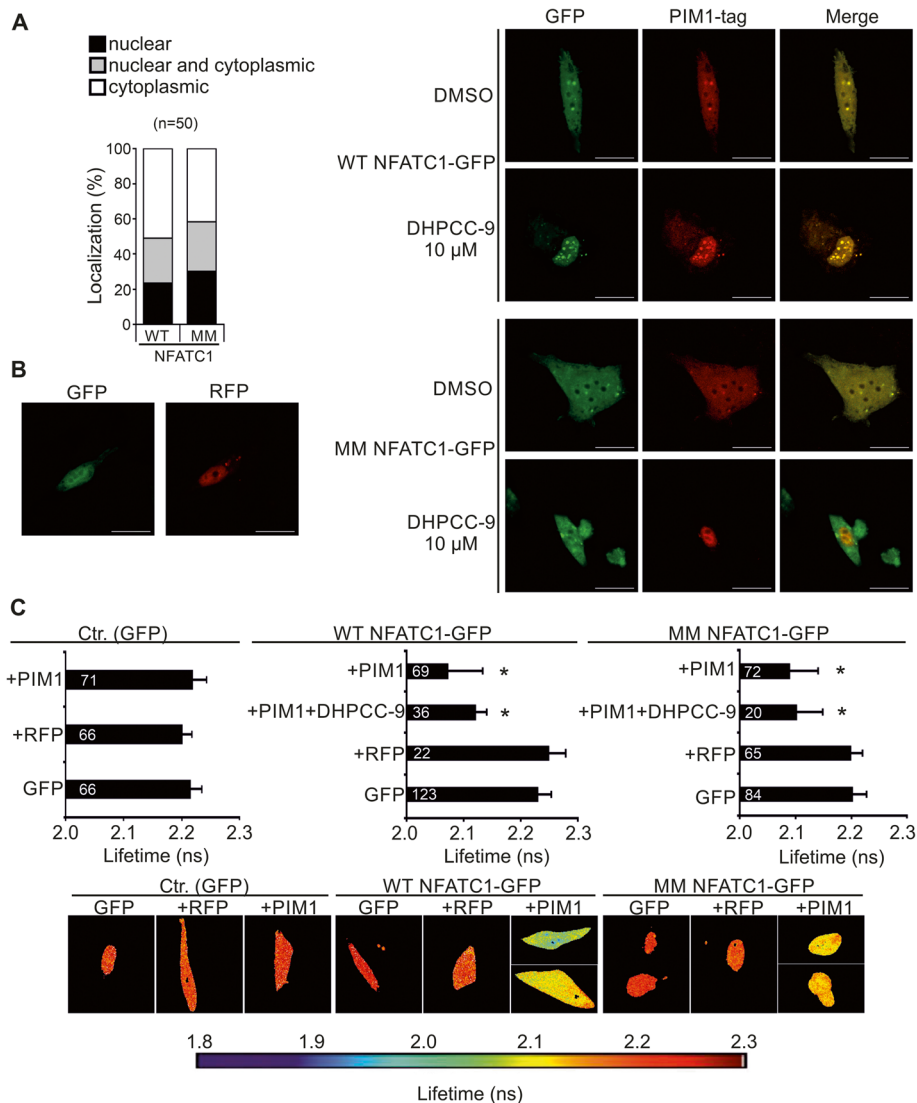 A
nuclear
nuclear and cytoplasmic
cytoplasmic
(n=50)
Localization (%)
100
80
60
40
20
0
WT MM
NFATC1
GFP PIM1-tag Merge
DMSO
WT NFATC1-GFP
DHPCC-9
10 µM
DMSO
MM NFATC1-GFP
DHPCC-9
10 µM
B
GFP RFP
C
Ctr. (GFP)
+PIM1 71
+RFP 66
GFP 66
2.0 2.1 2.2 2.3
Lifetime (ns)
WT NFATC1-GFP
+PIM1 69 *
+PIM1+DHPCC-9 36 *
+RFP 22
GFP 123
2.0 2.1 2.2 2.3
Lifetime (ns)
MM NFATC1-GFP
+PIM1 72 *
+PIM1+DHPCC-9 20 *
+RFP 65
GFP 84
2.0 2.1 2.2 2.3
Lifetime (ns)
Ctr. (GFP) WT NFATC1-GFP MM NFATC1-GFP
GFP +RFP +PIM1 GFP +RFP +PIM1 GFP +RFP +PIM1
1.8 1.9 2.0 2.1 2.2 2.3
Lifetime (ns)